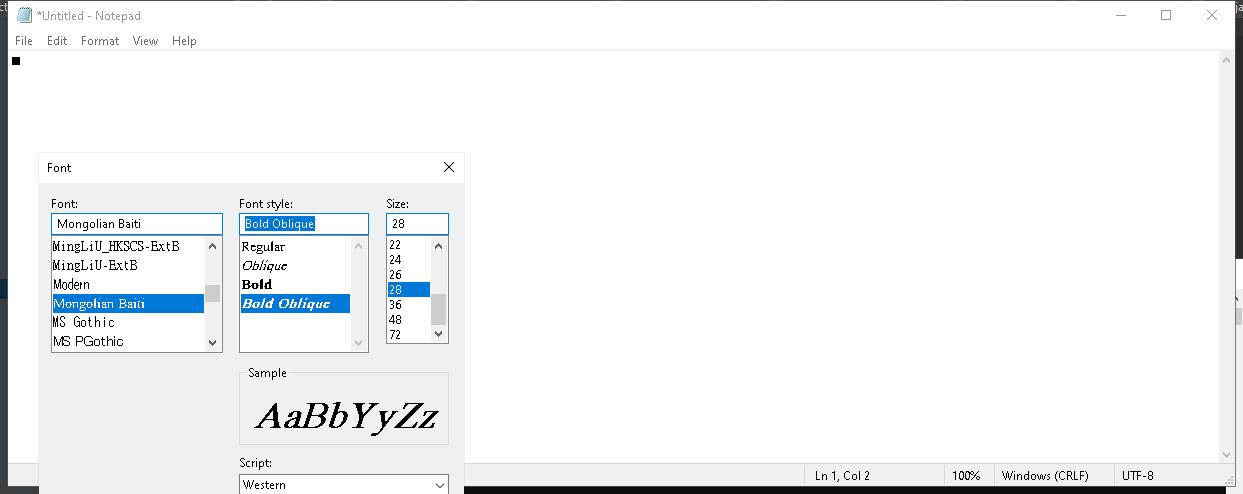 *Untitled - Notepad
File Edit Format View Help
■
Font
Font: Font style: Size:
Mongolian Baiti Bold Oblique 28
MingLiU_HKSCS-ExtB Regular 22
MingLiU-ExtB Oblique 24
Modern Bold 26
Mongolian Baiti Bold Oblique 28
MS Gothic 36
MS PGothic 48
72
Sample
AaBbYyZz
Script:
Western
Ln 1, Col 2 100% Windows (CRLF) UTF-8